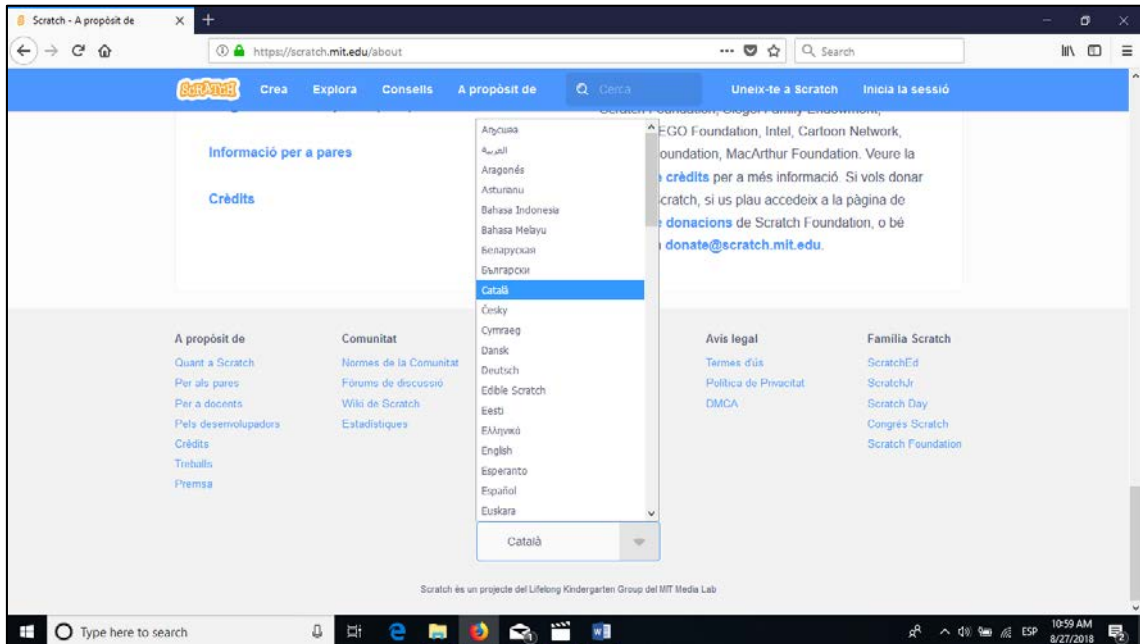 Scratch - A propòsit de
https://scratch.mit.edu/about
Search
SCRATCH
Crea
Explora
Consells
A propòsit de
Cerca
Uneix-te a Scratch
Inicia la sessió
Informació per a pares
Crèdits
EGO Foundation, Intel, Cartoon Network,
oundation, MacArthur Foundation. Veure la
crèdits per a més informació. Si vols donar
cratch, si us plau accedeix a la pàgina de
donacions de Scratch Foundation, o bé
donate@scratch.mit.edu.
Аҧсшәа
العربية
Aragonés
Asturianu
Bahasa Indonesia
Bahasa Melayu
Беларуская
Български
Català
Česky
Cymraeg
Dansk
Deutsch
Edible Scratch
Eesti
Ελληνικά
English
Esperanto
Español
Euskara
Català
A propòsit de
Quant a Scratch
Per als pares
Per a docents
Pels desenvolupadors
Crèdits
Treballs
Premsa
Comunitat
Normes de la Comunitat
Fòrums de discussió
Wiki de Scratch
Estadístiques
Avís legal
Termes d'ús
Política de Privacitat
DMCA
Família Scratch
ScratchEd
ScratchJr
Scratch Day
Congrés Scratch
Scratch Foundation
Scratch és un projecte del Lifelong Kindergarten Group del MIT Media Lab
Type here to search
ESP
10:59 AM
8/27/2018